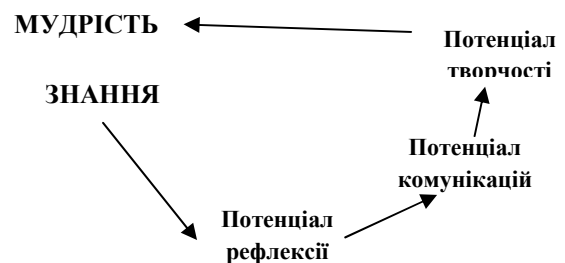 МУДРІСТЬ
Потенціал
творчості
ЗНАННЯ
Потенціал
комунікацій
Потенціал
рефлексії